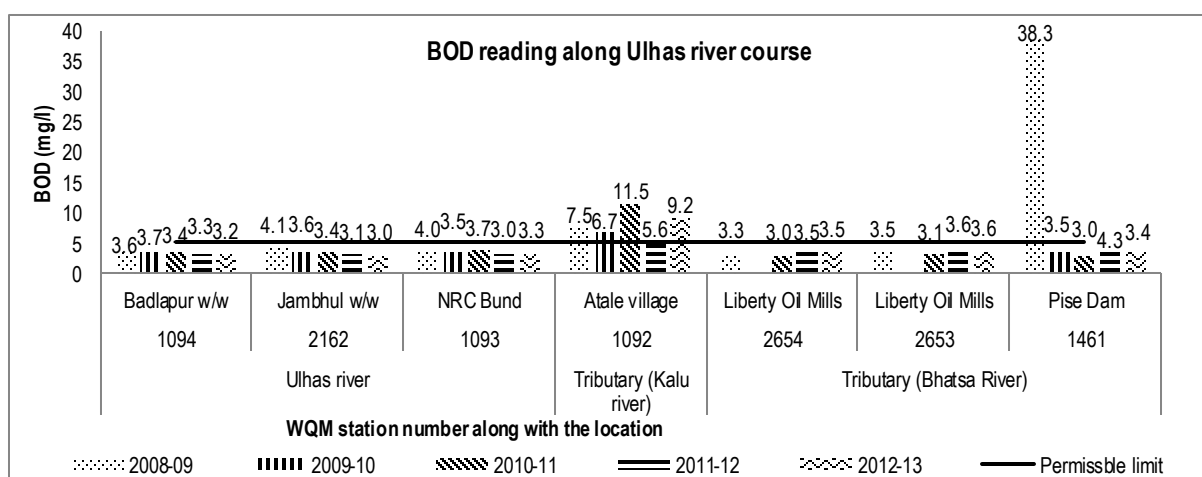 BOD reading along Ulhas river course
BOD (mg/l)
40
35
30
25
20
15
10
5
0
3.6 3.7 3.4 3.3 3.2
4.1 3.6 3.4 3.1 3.0
4.0 3.5 3.7 3.0 3.3
7.5 6.7 11.5 5.6 9.2
3.3 3.0 3.5 3.5
3.5 3.1 3.6 3.6
38.3 3.5 3.0 4.3 3.4
Badlapur w/w Jambhul w/w NRC Bund Atale village Liberty Oil Mills Liberty Oil Mills Pise Dam
1094 2162 1093 1092 2654 2653 1461
Ulhas river Tributary (Kalu river) Tributary (Bhatsa River)
WQM station number along with the location
2008-09 2009-10 2010-11 2011-12 2012-13 Permissble limit